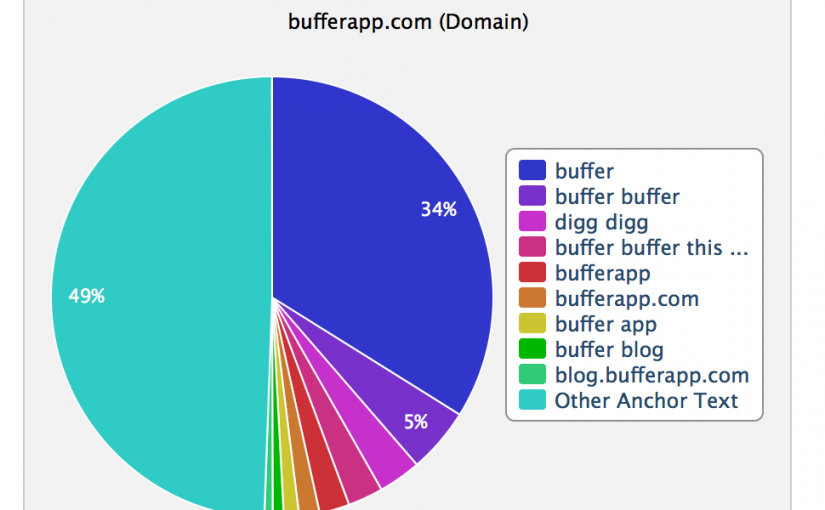 bufferapp.com (Domain)
34%
49%
5%
buffer
buffer buffer
digg digg
buffer buffer this ...
bufferapp
bufferapp.com
buffer app
buffer blog
blog.bufferapp.com
Other Anchor Text